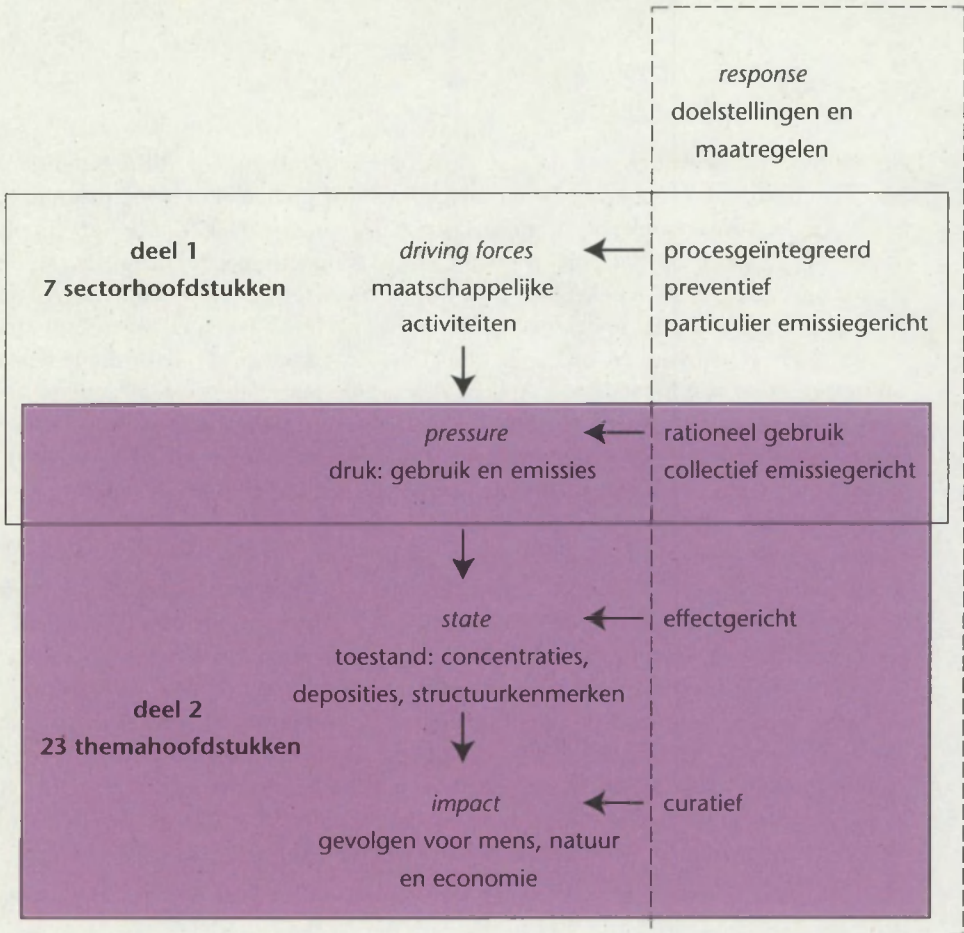 response
doelstellingen en
maatregelen
deel 1
7 sectorhoofdstukken
driving forces
maatschappelijke
activiteiten
procesgeïntegreerd
preventief
particulier emissiegericht
pressure
druk: gebruik en emissies
rationeel gebruik
collectief emissiegericht
state
toestand: concentraties,
deposities, structuurkenmerken
effectgericht
deel 2
23 themahoofdstukken
impact
gevolgen voor mens, natuur
en economie
curatief